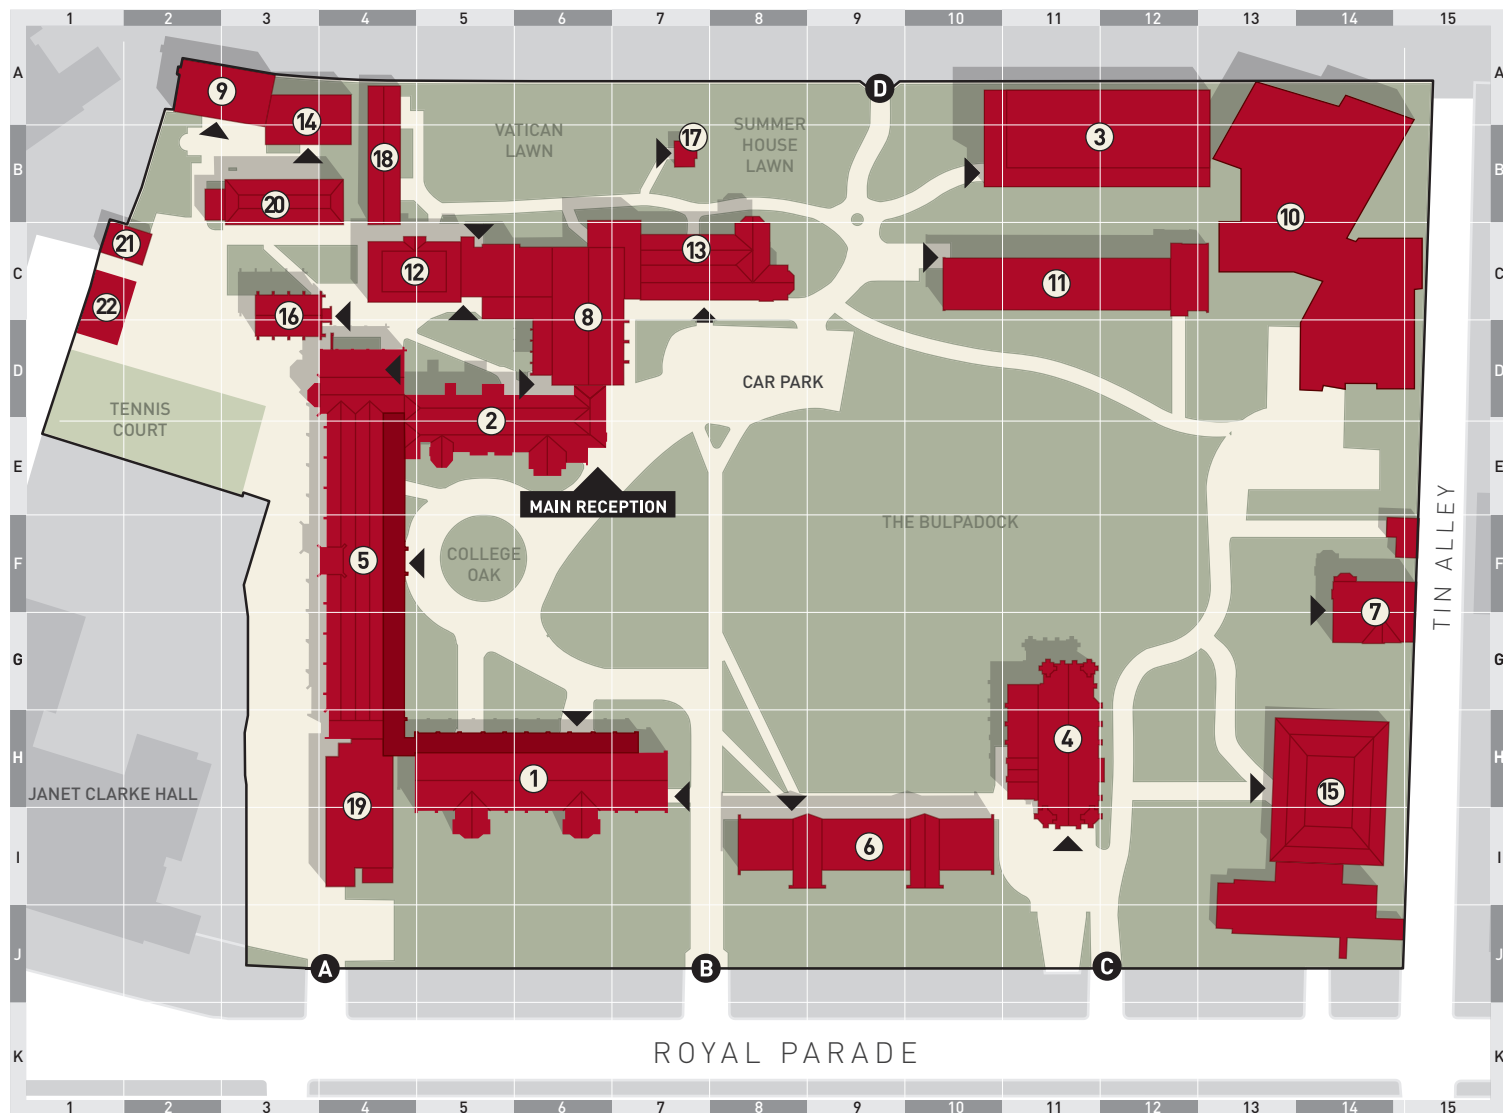 1 2 3 4 5 6 7 8 9 10 11 12 13 14 15
A A
D
9
14
3
VATICAN
LAWN
SUMMER
HOUSE
LAWN
17
18
B B
20
10
21
13
12
C C
11
22
16
8
D D
CAR PARK
TENNIS
COURT
2
E E
MAIN RECEPTION
THE BULPADOCK
TIN ALLEY
COLLEGE
OAK
5
F F
7
G G
4
H H
1
JANET CLARKE HALL
19
15
6
I I
J J
A B C
ROYAL PARADE
K K
1 2 3 4 5 6 7 8 9 10 11 12 13 14 15